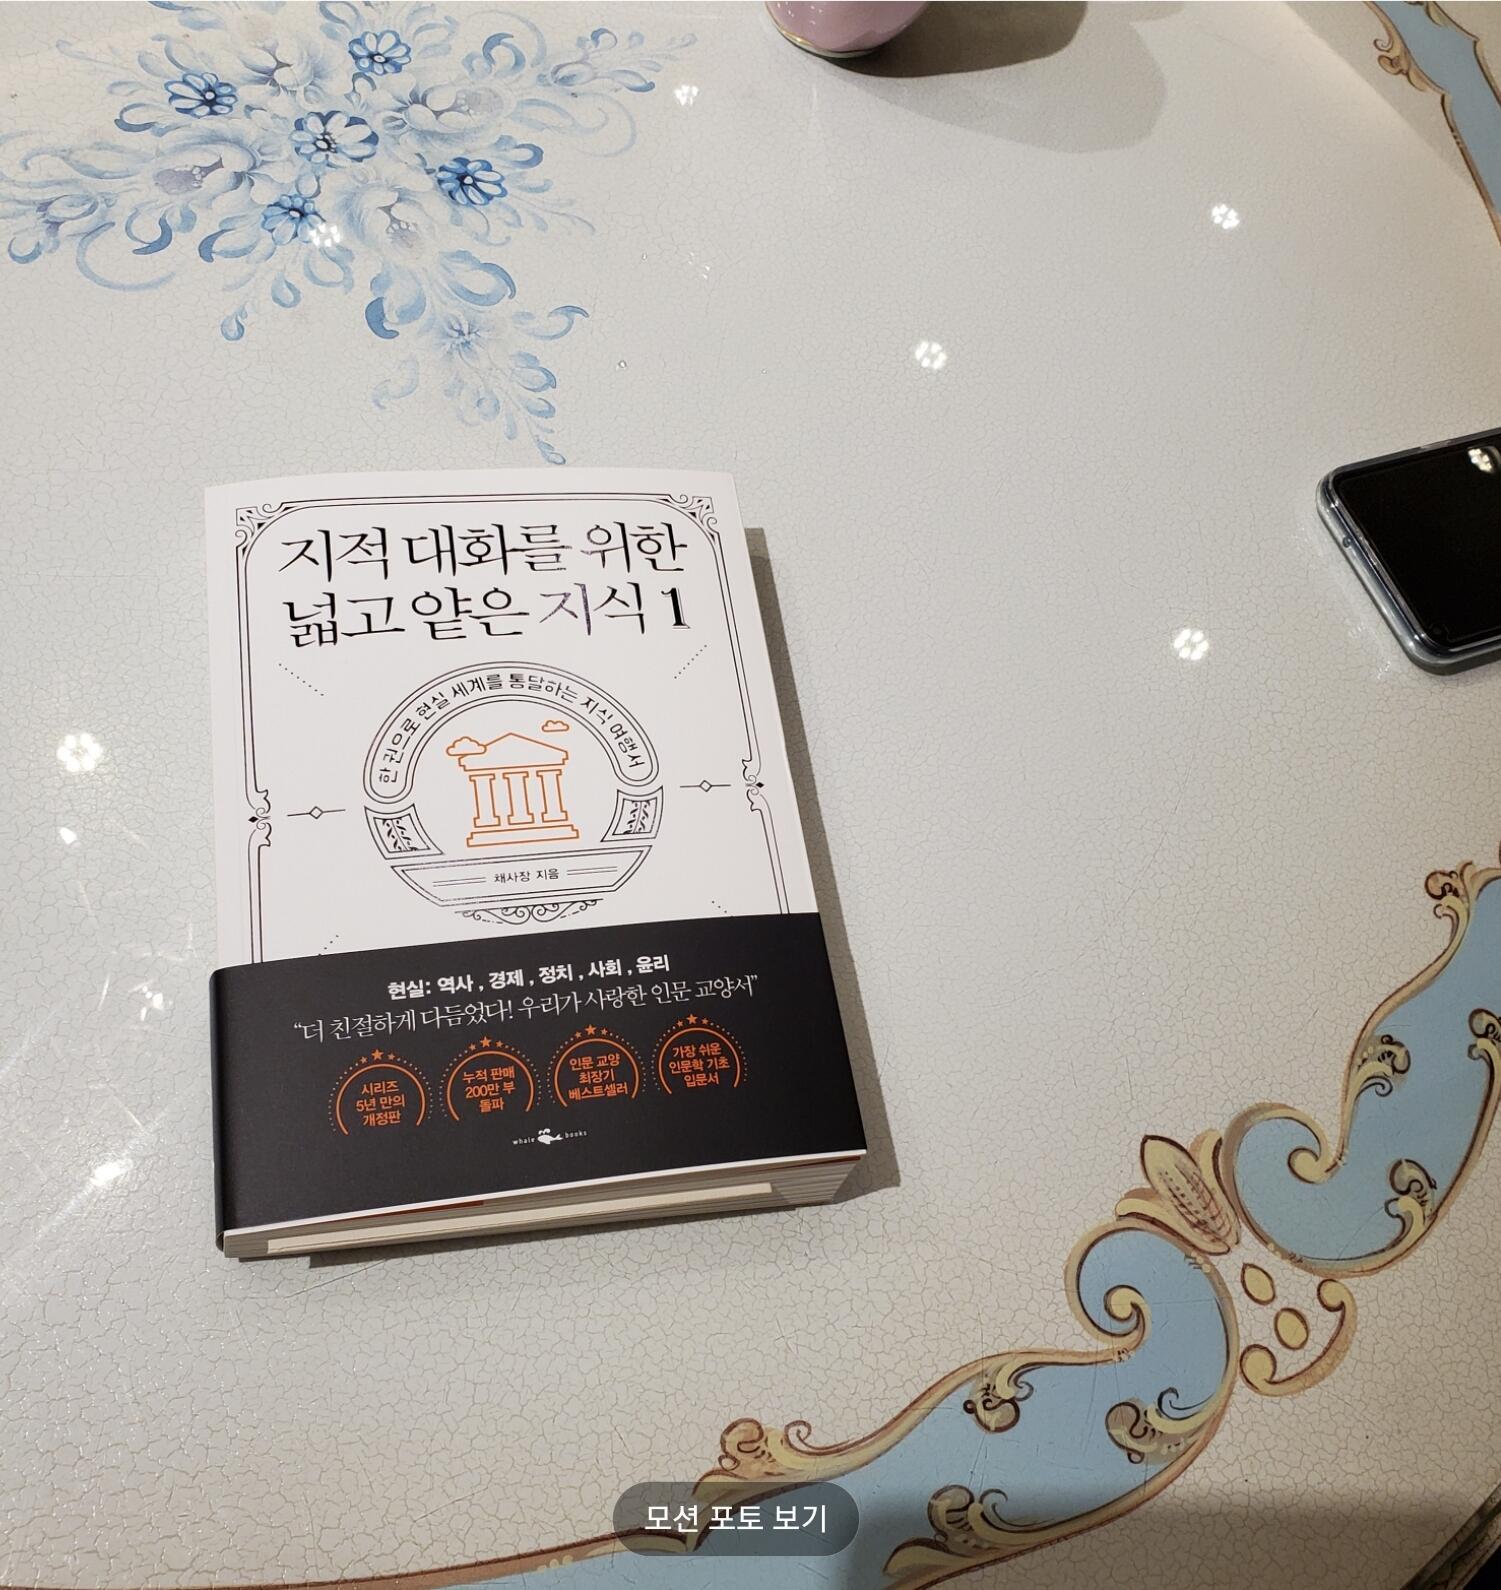 지적 대화를 위한
넓고 얕은 지식 1
한 권으로 현실 세계를 통달하는 지식 여행서
채사장 지음
현실: 역사, 경제, 정치, 사회, 윤리
“더 친절하게 다듬었다! 우리가 사랑한 인문 교양서”
시리즈
5년 만의
개정판
누적 판매
200만 부
돌파
인문 교양
최장기
베스트셀러
가장 쉬운
인문학 기초
입문서
whale books
모션 포토 보기